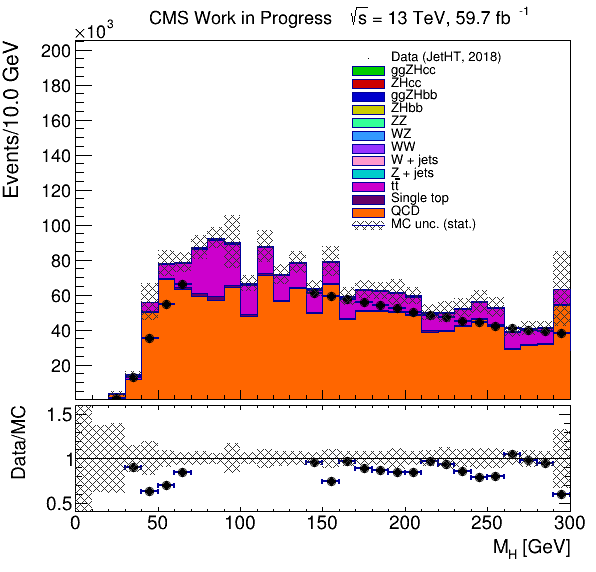 CMS Work in Progress √s = 13 TeV, 59.7 fb⁻¹
×10³
Events/10.0 GeV
200
180
160
140
120
100
80
60
40
20
Data (JetHT, 2018)
ggZHcc
ZHcc
ggZHbb
ZHbb
ZZ
WZ
WW
W + jets
Z + jets
tt̅
Single top
QCD
MC unc. (stat.)
Data/MC
1.5
1
0.5
0 50 100 150 200 250 300
M_H [GeV]